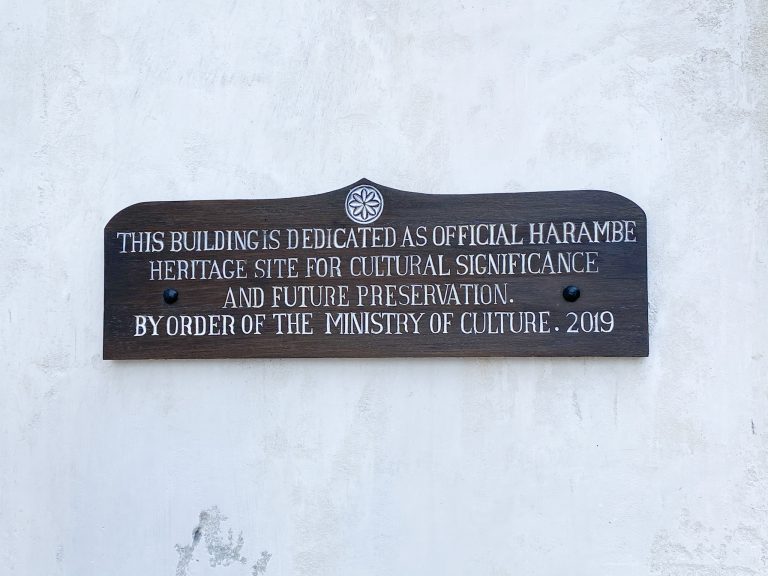 THIS BUILDING IS DEDICATED AS OFFICIAL HARAMBE
HERITAGE SITE FOR CULTURAL SIGNIFICANCE
AND FUTURE PRESERVATION.
BY ORDER OF THE MINISTRY OF CULTURE. 2019